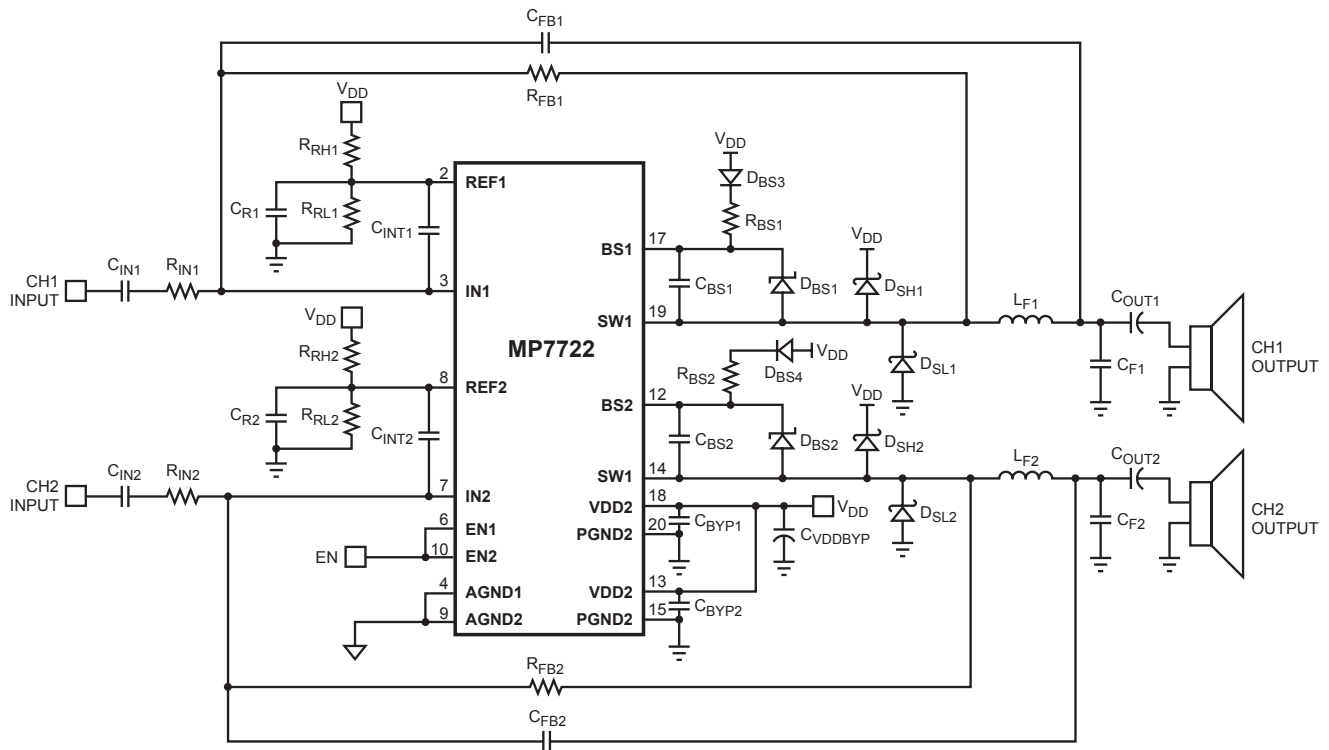 CFB1
RFB1
VDD
RRH1
2
REF1
CR1
RRL1
CINT1
CH1
INPUT
CIN1
RIN1
3
IN1
VDD
RRH2
8
REF2
CR2
RRL2
CINT2
CH2
INPUT
CIN2
RIN2
7
IN2
6
EN1
EN
10
EN2
4
AGND1
9
AGND2
MP7722
VDD
DBS3
RBS1
17
BS1
CBS1
DBS1
VDD
DSH1
19
SW1
DSL1
LF1
COUT1
CF1
CH1
OUTPUT
RBS2
DBS4
VDD
12
BS2
CBS2
DBS2
VDD
DSH2
14
SW1
DSL2
LF2
COUT2
CF2
CH2
OUTPUT
18
VDD2
VDD
CBYP1
CVDDBYP
20
PGND2
13
VDD2
CBYP2
15
PGND2
RFB2
CFB2